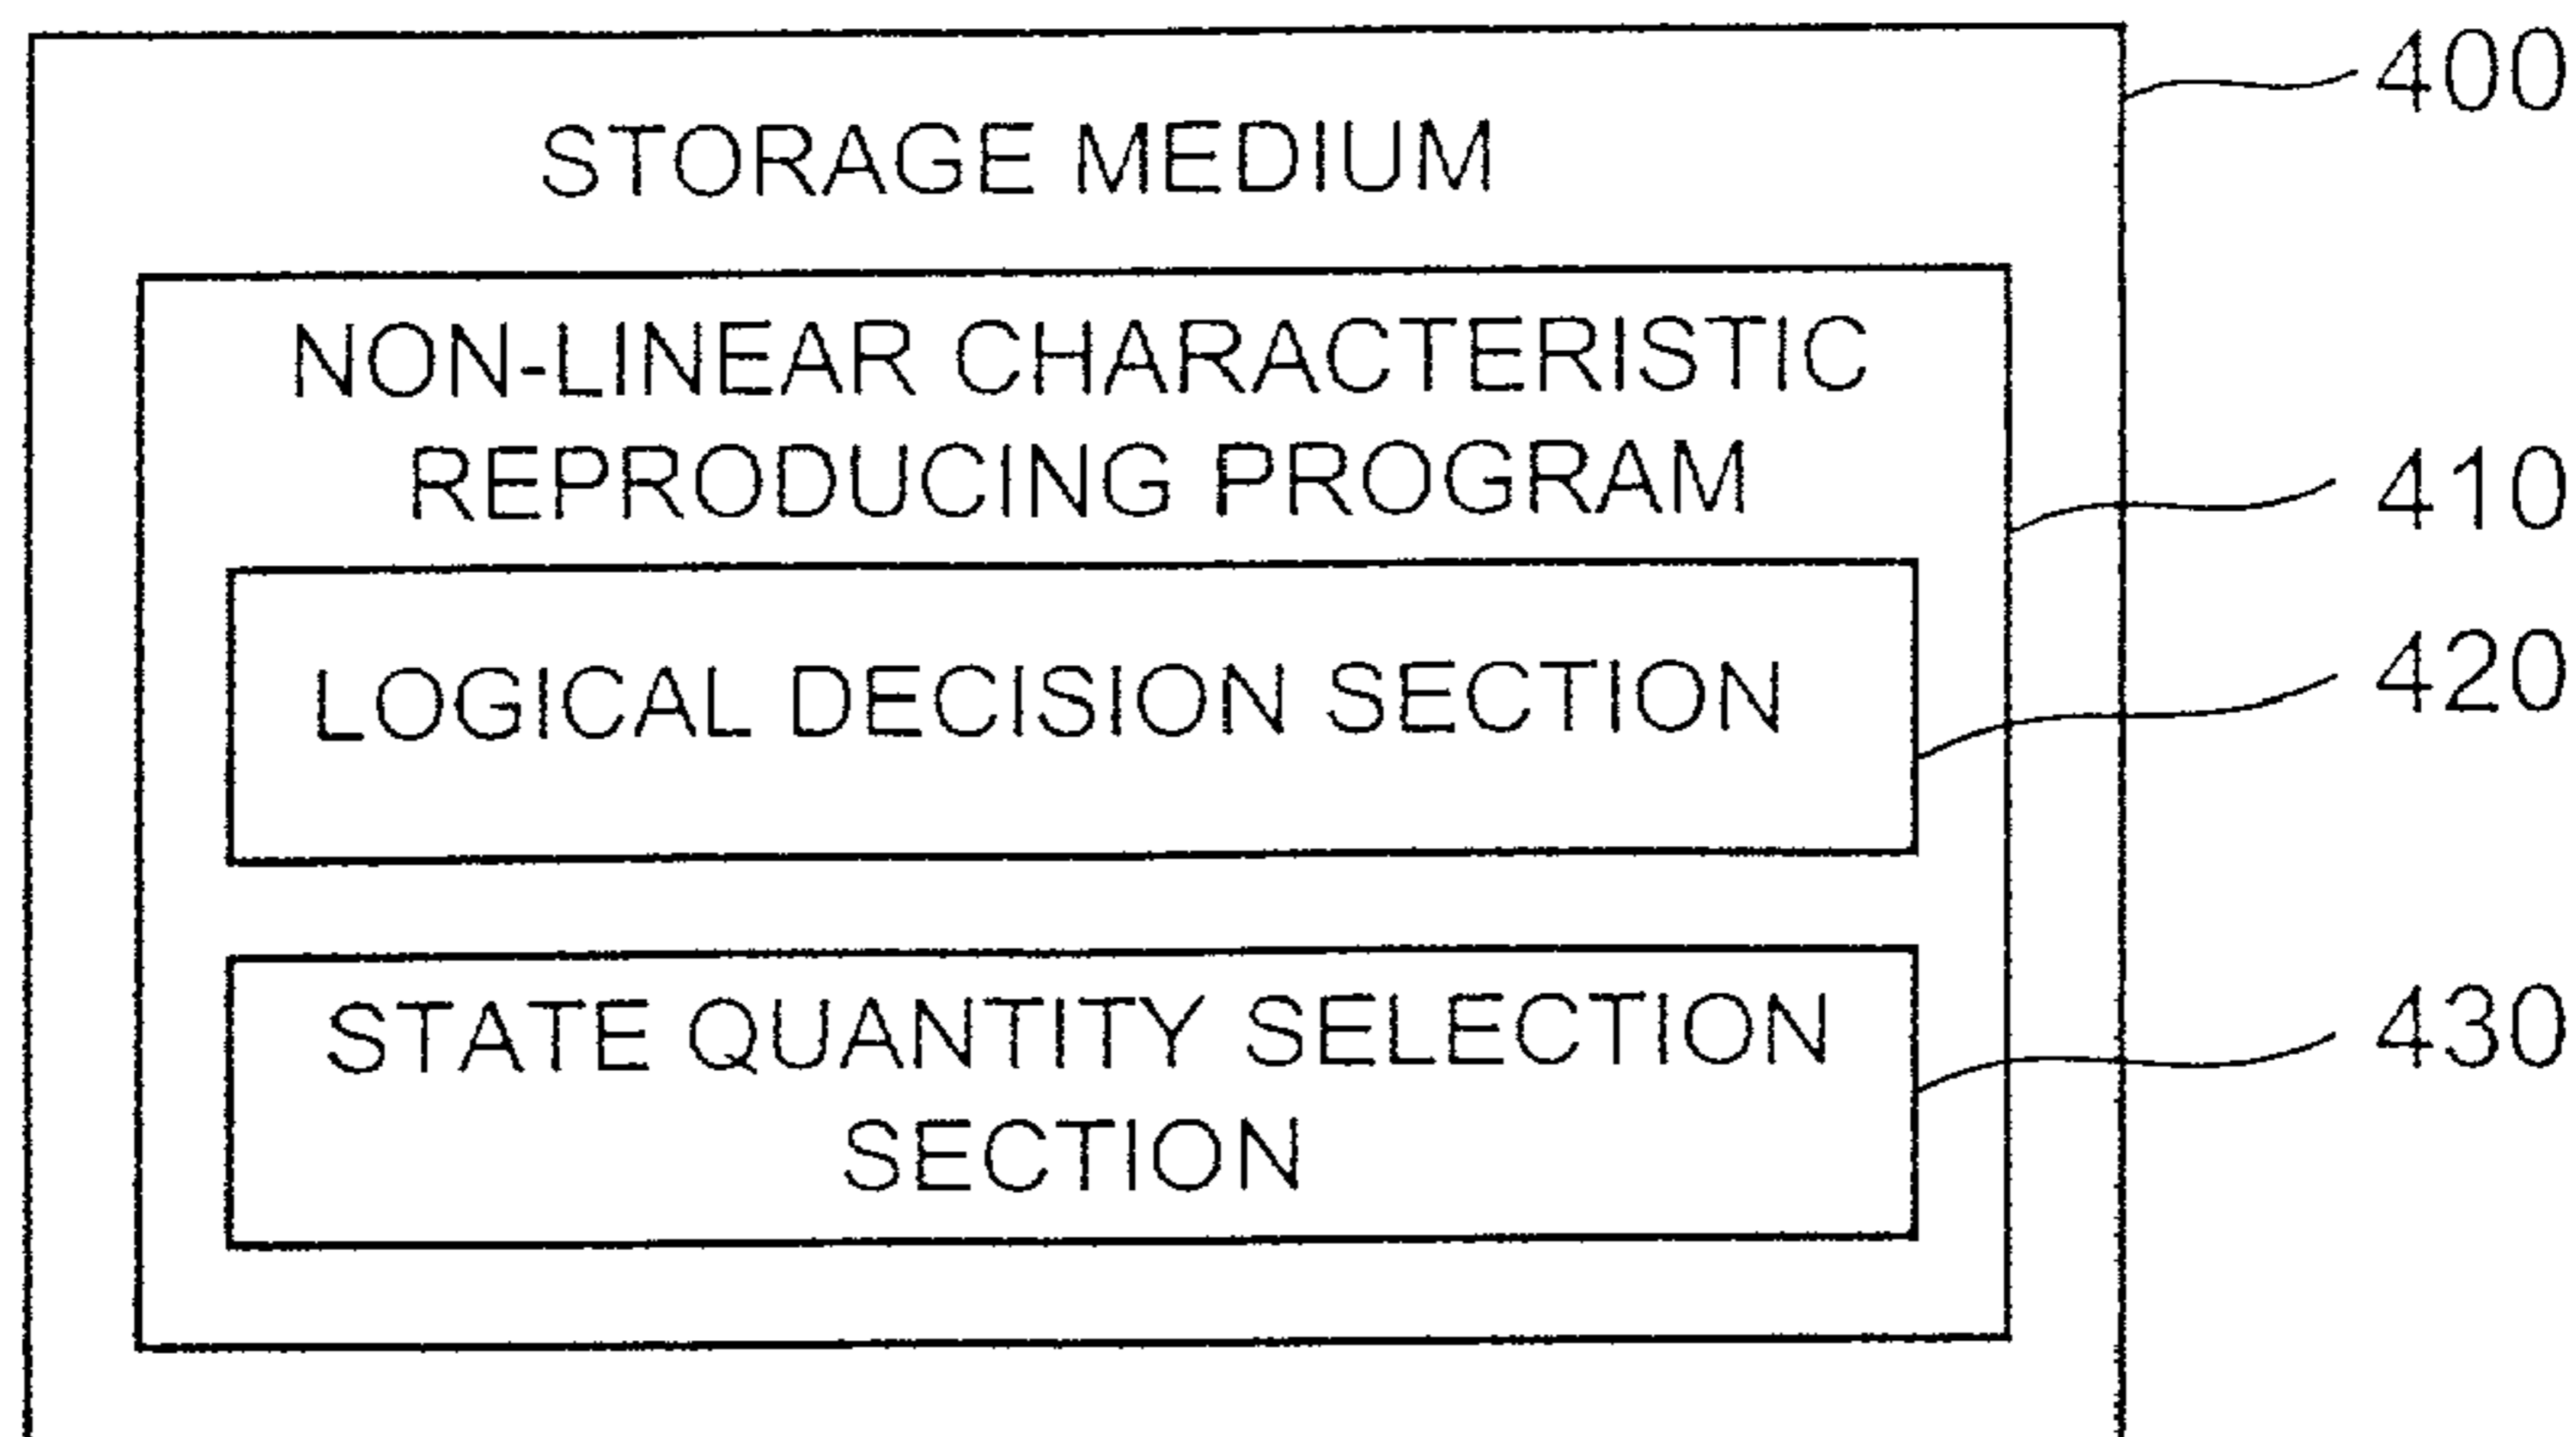 STORAGE MEDIUM
400
NON-LINEAR CHARACTERISTIC
REPRODUCING PROGRAM
410
LOGICAL DECISION SECTION
420
STATE QUANTITY SELECTION
SECTION
430